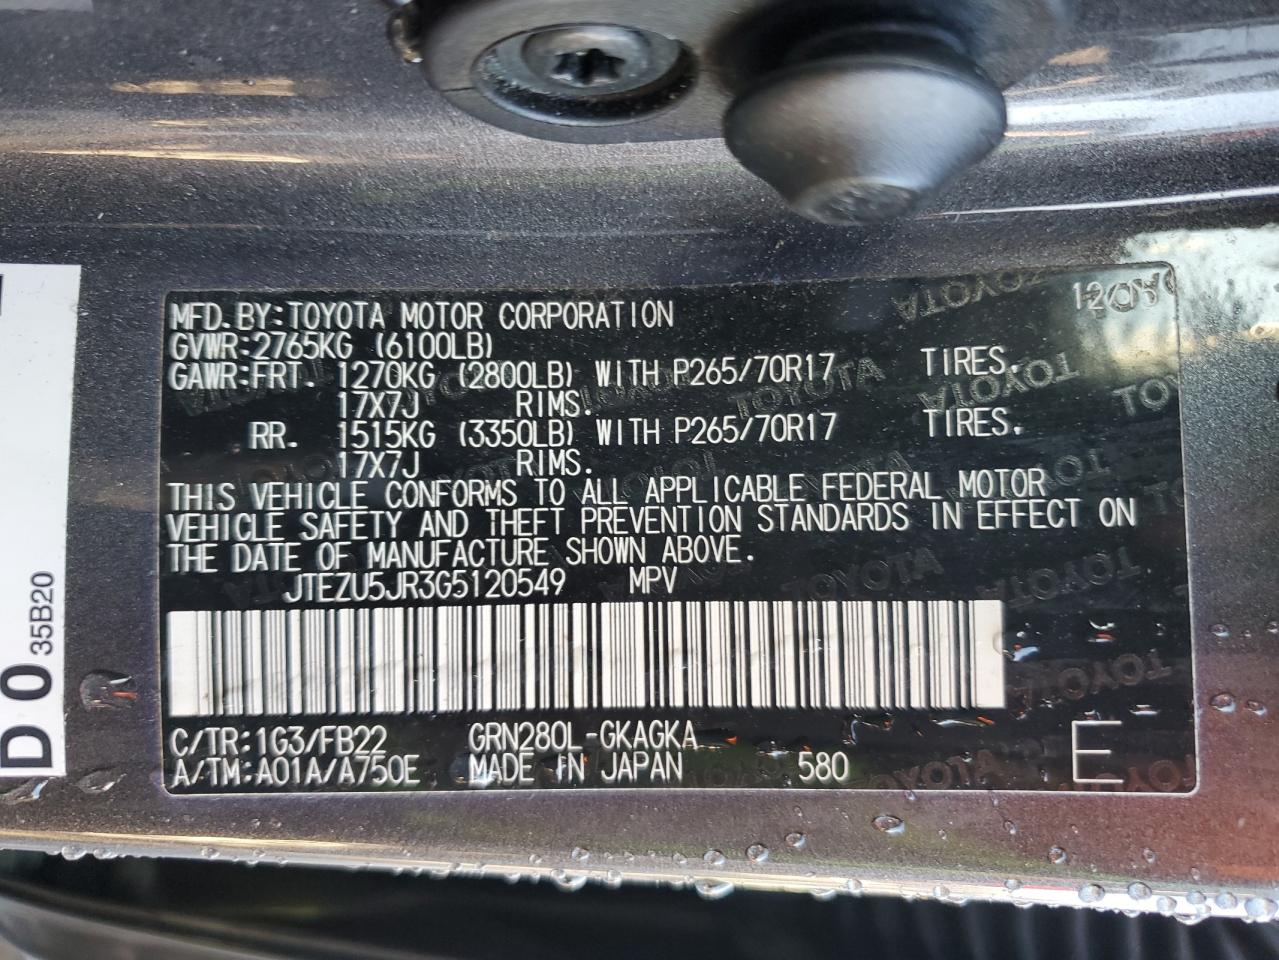 MFD.BY:TOYOTA MOTOR CORPORATION
GVWR:2765KG (6100LB)
GAWR:FRT. 1270KG (2800LB) WITH P265/70R17 TIRES.
17X7J RIMS.
RR. 1515KG (3350LB) WITH P265/70R17 TIRES.
17X7J RIMS.
THIS VEHICLE CONFORMS TO ALL APPLICABLE FEDERAL MOTOR
VEHICLE SAFETY AND THEFT PREVENTION STANDARDS IN EFFECT ON
THE DATE OF MANUFACTURE SHOWN ABOVE.
JTEZU5JR3G5120549 MPV
C/TR:1G3/FB22 GRN280L-GKAGKA
A/TM:A01A/A750E MADE IN JAPAN 580 E
D0 35B20
TOYOTA